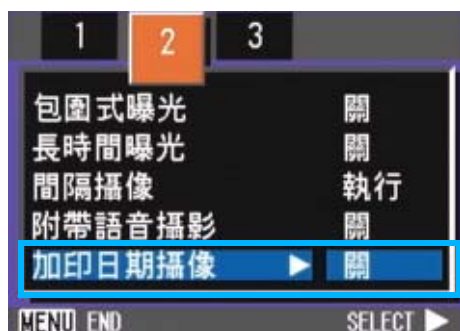 1 2 3
包圍式曝光 關
長時間曝光 關
間隔攝像 執行
附帶語音攝影 關
加印日期攝像 ▶ 關
MENU END SELECT ▶